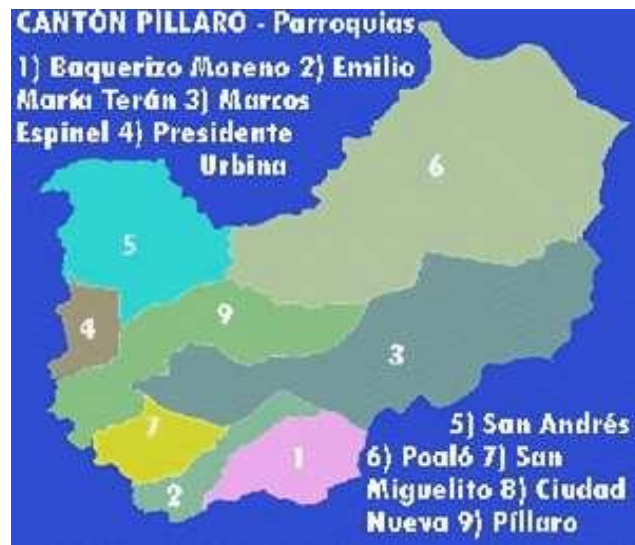 CANTÓN PÍLLARO - Parroquias
1) Baquerizo Moreno 2) Emilio
María Terán 3) Marcos
Espinel 4) Presidente
Urbina
6
5
9
4
3
7
1
2
5) San Andrés
6) Poaló 7) San
Miguelito 8) Ciudad
Nueva 9) Píllaro